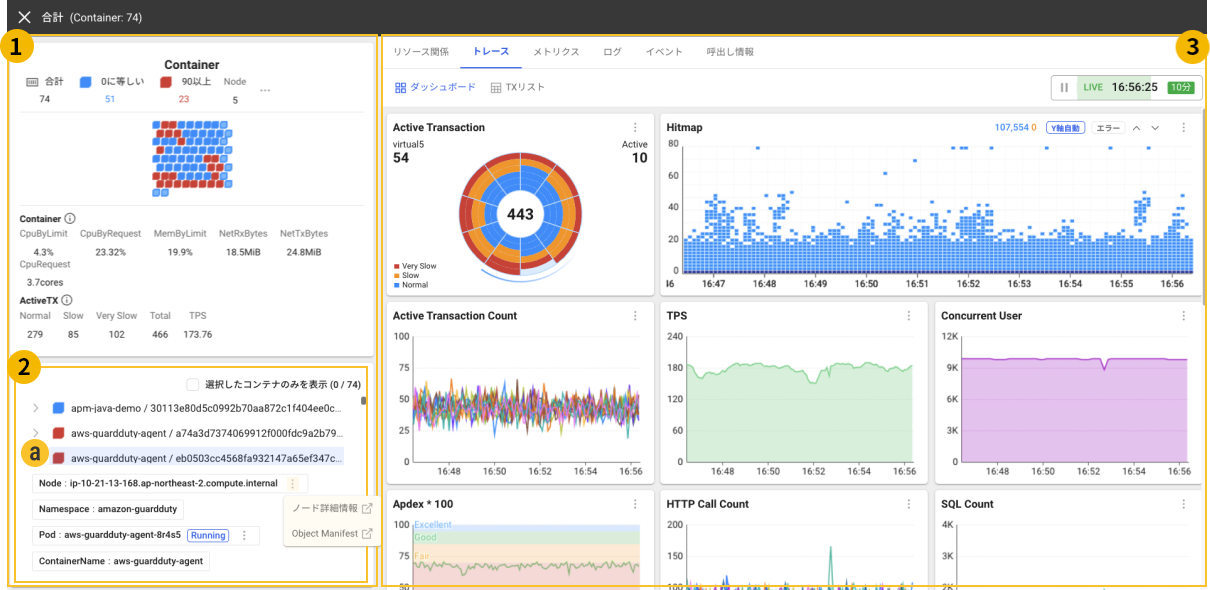 合計 (Container: 74)
1
Container
合計 0に等しい 90以上 Node ...
74 51 23 5
Container
CpuByLimit CpuByRequest MemByLimit NetRxBytes NetTxBytes
4.3% 23.32% 19.9% 18.5MiB 24.8MiB
CpuRequest
3.7cores
ActiveTX
Normal Slow Very Slow Total TPS
279 85 102 466 173.76
2
選択したコンテナのみを表示 (0 / 74)
apm-java-demo / 30113e80d5c0992b70aa872c1f404ee0c...
aws-guardduty-agent / a74a3d7374069912f000fdc9a2b79...
a
aws-guardduty-agent / eb0503cc4568fa932147a65ef347c...
Node : ip-10-21-13-168.ap-northeast-2.compute.internal
ノード詳細情報
Object Manifest
Namespace : amazon-guardduty
Pod : aws-guardduty-agent-8r4s5 Running
ContainerName : aws-guardduty-agent
3
リソース関係 トレース メトリクス ログ イベント 呼出し情報
ダッシュボード TXリスト
LIVE 16:56:25 10分
Active Transaction
virtual5 Active
54 10
443
Very Slow
Slow
Normal
Hitmap 107,554 0 Y軸自動 エラー
80
60
40
20
0
16:47 16:48 16:49 16:50 16:51 16:52 16:53 16:54 16:55 16:56
Active Transaction Count
100
75
50
25
0
16:48 16:50 16:52 16:54 16:56
TPS
240
180
120
60
0
16:48 16:50 16:52 16:54 16:56
Concurrent User
12K
9K
6K
3K
0
16:48 16:50 16:52 16:54 16:56
Apdex * 100
100
Excellent
Good
75
Fair
HTTP Call Count
200
150
SQL Count
4K
3K